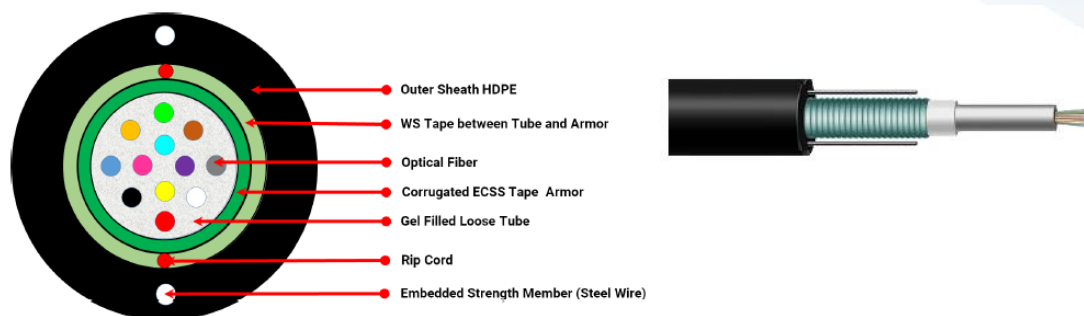 Outer Sheath HDPE
WS Tape between Tube and Armor
Optical Fiber
Corrugated ECSS Tape Armor
Gel Filled Loose Tube
Rip Cord
Embedded Strength Member (Steel Wire)